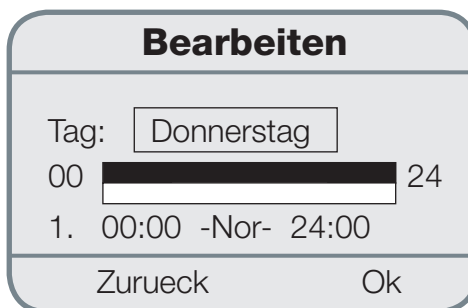 Bearbeiten
Tag: Donnerstag
00 24
1. 00:00 -Nor- 24:00
Zurueck Ok